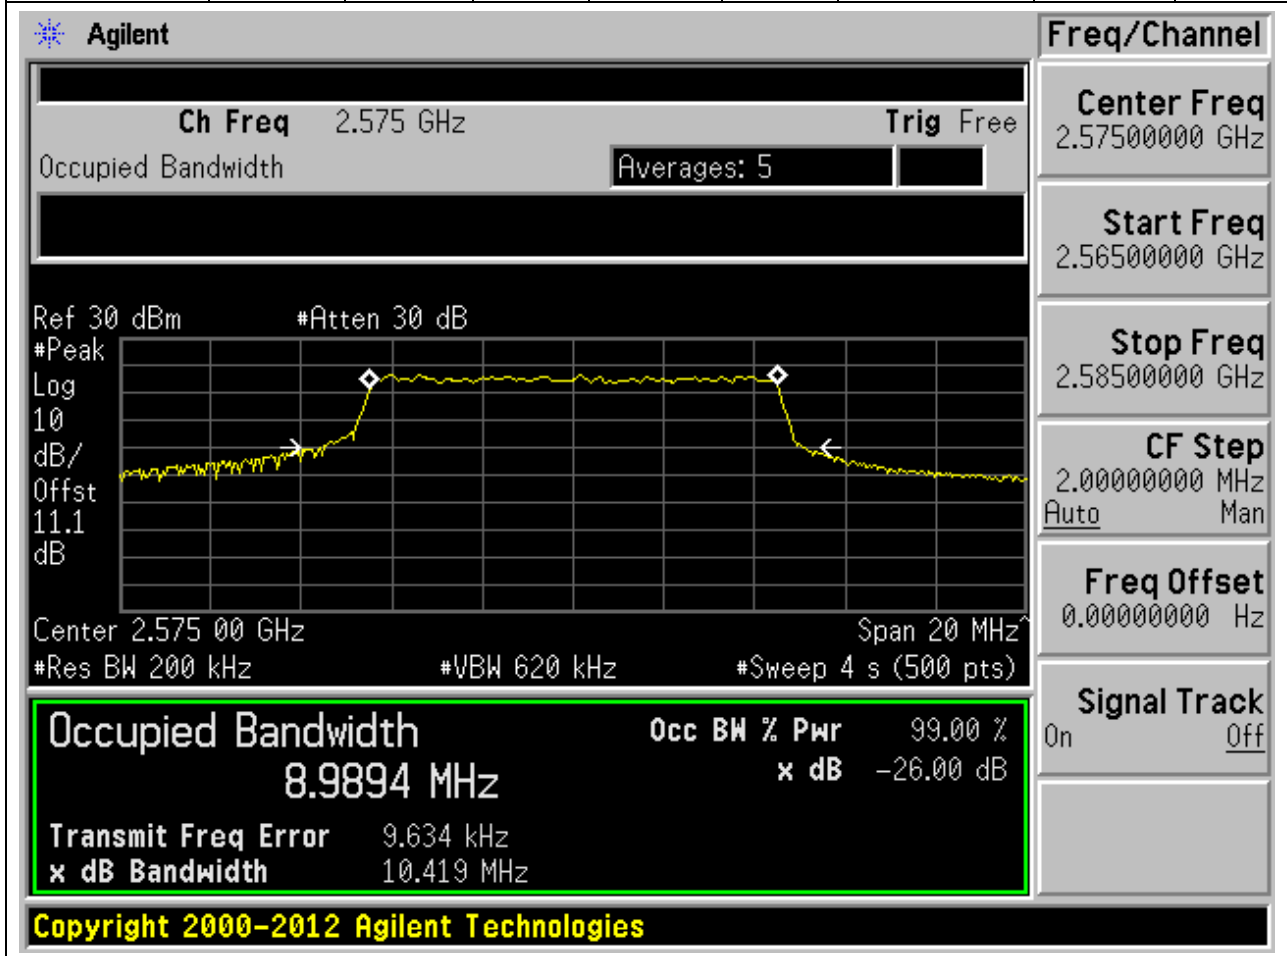 Agilent
Freq/Channel
Ch Freq 2.575 GHz Trig Free
Occupied Bandwidth Averages: 5
Center Freq
2.57500000 GHz
Start Freq
2.56500000 GHz
Stop Freq
2.58500000 GHz
CF Step
2.00000000 MHz
Auto Man
Freq Offset
0.00000000 Hz
Signal Track
On Off
Ref 30 dBm #Atten 30 dB
#Peak
Log
10
dB/
Offst
11.1
dB
Center 2.575 00 GHz Span 20 MHz^
#Res BW 200 kHz #VBW 620 kHz #Sweep 4 s (500 pts)
Occupied Bandwidth Occ BW % Pwr 99.00 %
8.9894 MHz x dB -26.00 dB
Transmit Freq Error 9.634 kHz
x dB Bandwidth 10.419 MHz
Copyright 2000-2012 Agilent Technologies